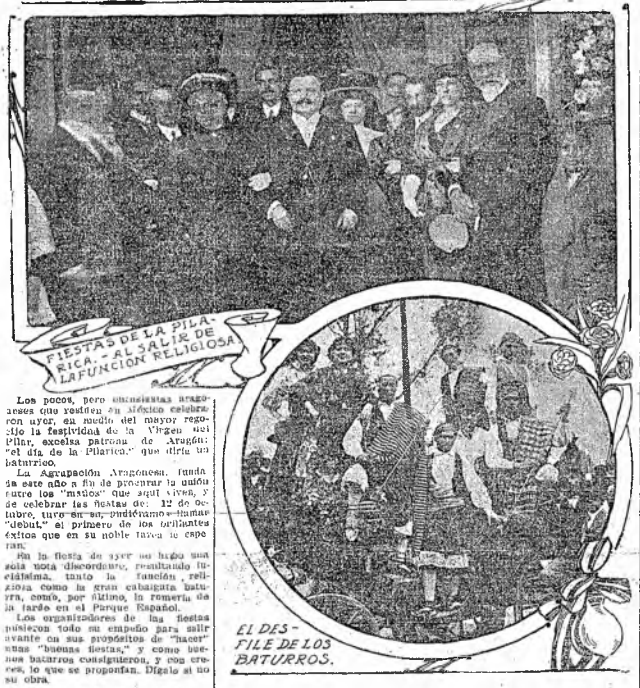 FIESTAS DE LA PILA-
RICA.- AL SALIR DE
LA FUNCIÓN RELIGIOSA
Los pocos, pero entusiastas arago-
neses que residen en México celebra-
ron ayer, en medio del mayor rego-
cijo la festividad de la Virgen del
Pilar, excelsa patrona de Aragón:
"el día de la Pilarica," que diría un
baturrico.
La Agrupación Aragonesa, funda
da este año a fin de procurar la unión
entre los "maños" que aquí viven, y
de celebrar las fiestas del 12 de oc-
tubre, tuvo en su, pudiéramos llamar
"debut," el primero de los brillantes
éxitos que en su noble tarea le espe-
ran.
En la fiesta de ayer no hubo una
sola nota discordante, resultando lu-
cidísima, tanto la función reli-
giosa como la gran cabalgata batu-
rra, como, por último, la romería de
la tarde en el Parque Español.
Los organizadores de las fiestas
pusieron todo su empeño para salir
avante en sus propósitos de "hacer"
unas "buenas fiestas," y como bue-
nos baturros consiguieron, y con cre-
ces, lo que se proponían. Dígalo si no
su obra.
EL DES-
FILE DE LOS
BATURROS.